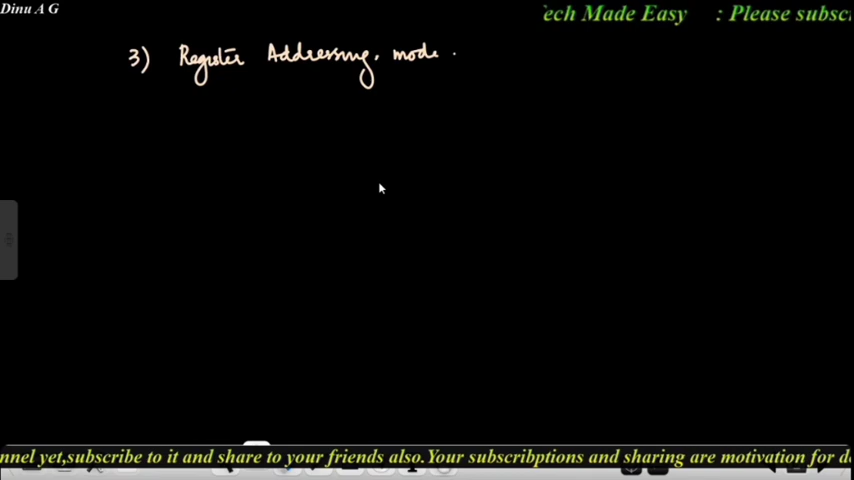 Dinu A G
ech Made Easy : Please subsc
3) Register Addressing mode .
nnel yet,subscribe to it and share to your friends also.Your subscribptions and sharing are motivation for d